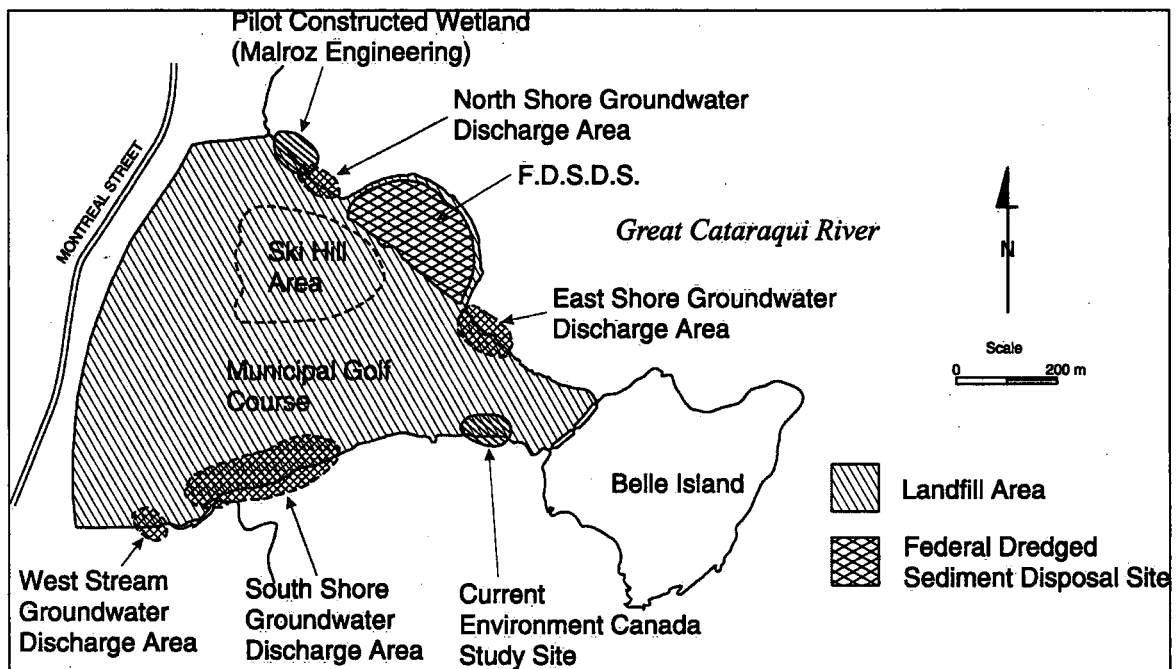 Pilot Constructed Wetland
(Malroz Engineering)
North Shore Groundwater
Discharge Area
F.D.S.D.S.
MONTREAL STREET
Great Cataraqui River
Ski Hill
Area
N
East Shore Groundwater
Discharge Area
Scale
0 200 m
Municipal Golf
Course
Belle Island
Landfill Area
Federal Dredged
Sediment Disposal Site
West Stream
Groundwater
Discharge Area
South Shore
Groundwater
Discharge Area
Current
Environment Canada
Study Site